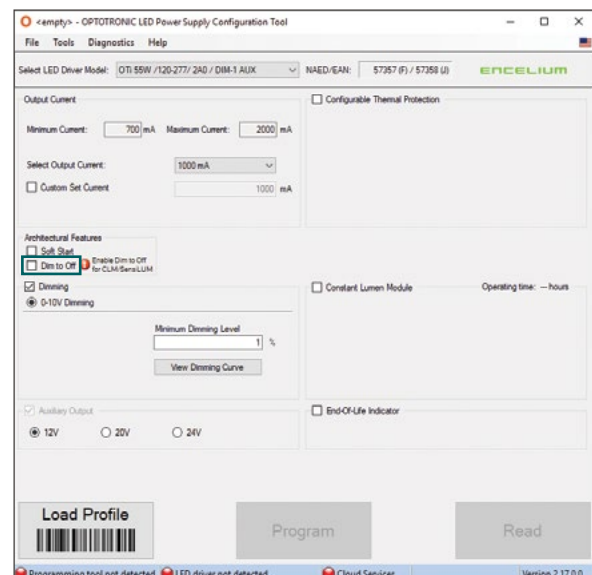 <empty> - OPTOTRONIC LED Power Supply Configuration Tool
File Tools Diagnostics Help
Select LED Driver Model: OTi 55W /120-277/ 2A0 / DIM-1 AUX NAED/EAN: 57357 (F) / 57358 (J) ENCELIUM
Output Current
Configurable Thermal Protection
Minimum Current: 700 mA Maximum Current: 2000 mA
Select Output Current: 1000 mA
Custom Set Current 1000 mA
Architectural Features
Soft Start
Dim to Off
Enable Dim to Off
for CLM/SensiLUM
Dimming
Constant Lumen Module Operating time: --- hours
0-10V Dimming
Minimum Dimming Level
1 %
View Dimming Curve
Auxiliary Output
End-Of-Life Indicator
12V 20V 24V
Load Profile
Program
Read
Programming tool not detected LED driver not detected Cloud Services Version 2.17.0.0